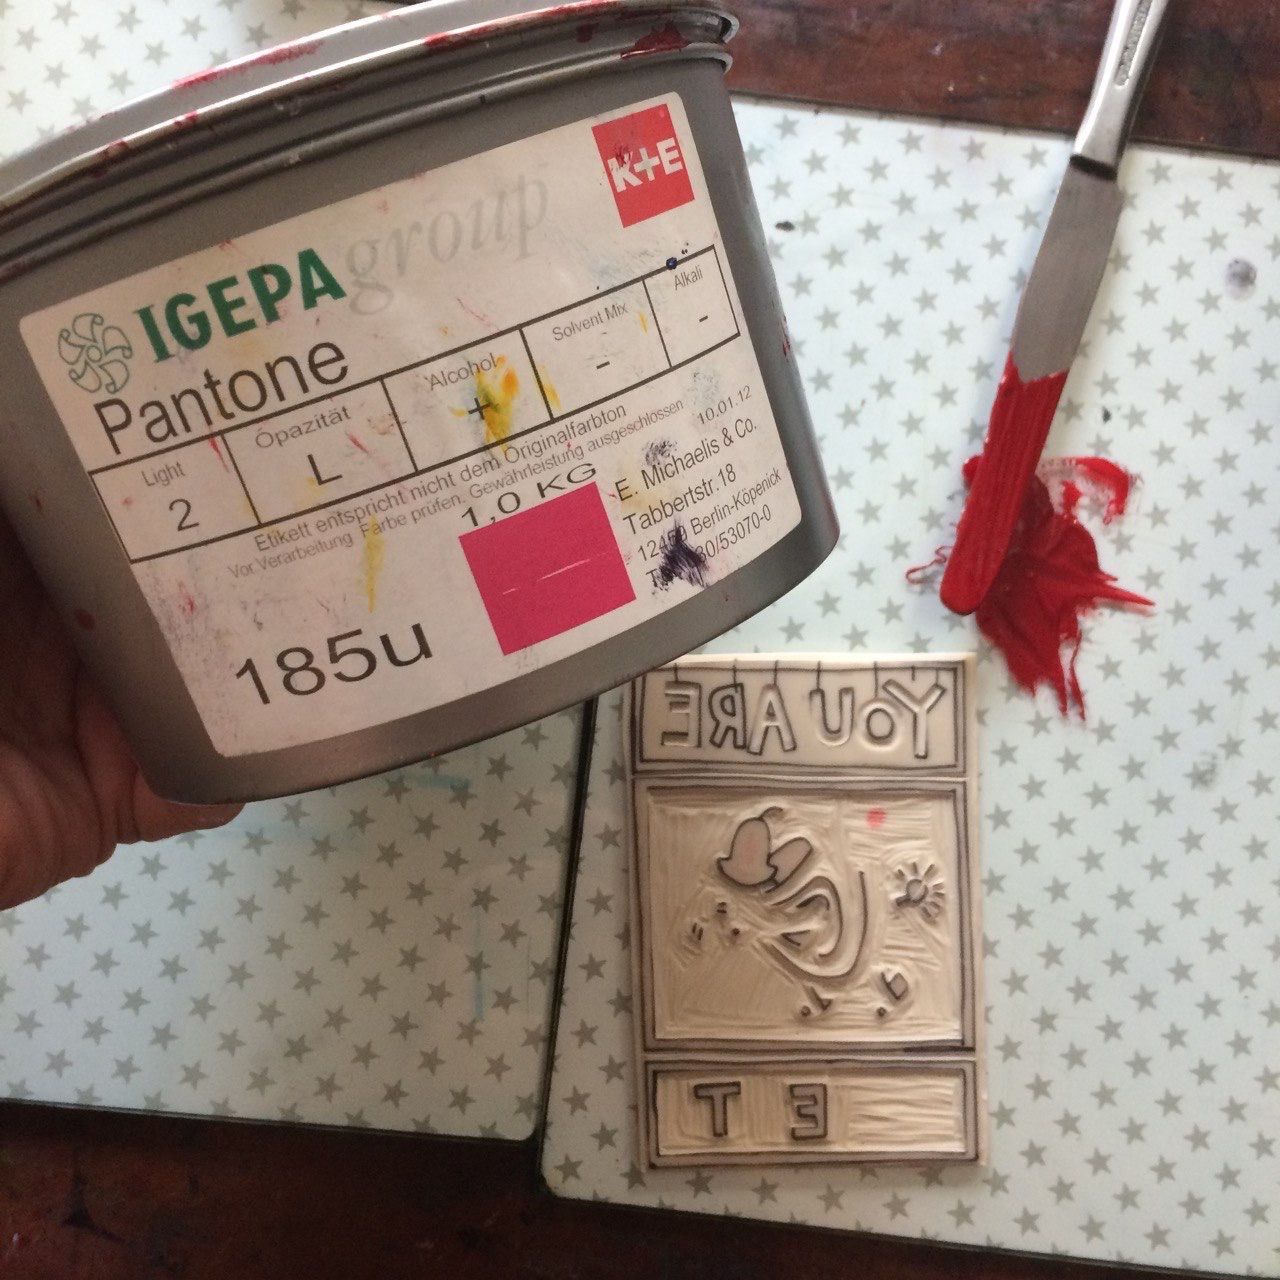 K+E
IGEPA group
Pantone
Light
2
Opazität
L
Alcohol
+
Solvent Mix
-
Alkali
-
Etikett entspricht nicht dem Originalfarbton
Vor Verarbeitung Farbe prüfen. Gewährleistung ausgeschlossen
10.01.12
1,0 KG
E. Michaelis & Co.
Tabbertstr.18
Berlin-Köpenick
185u
YOU ARE
T E